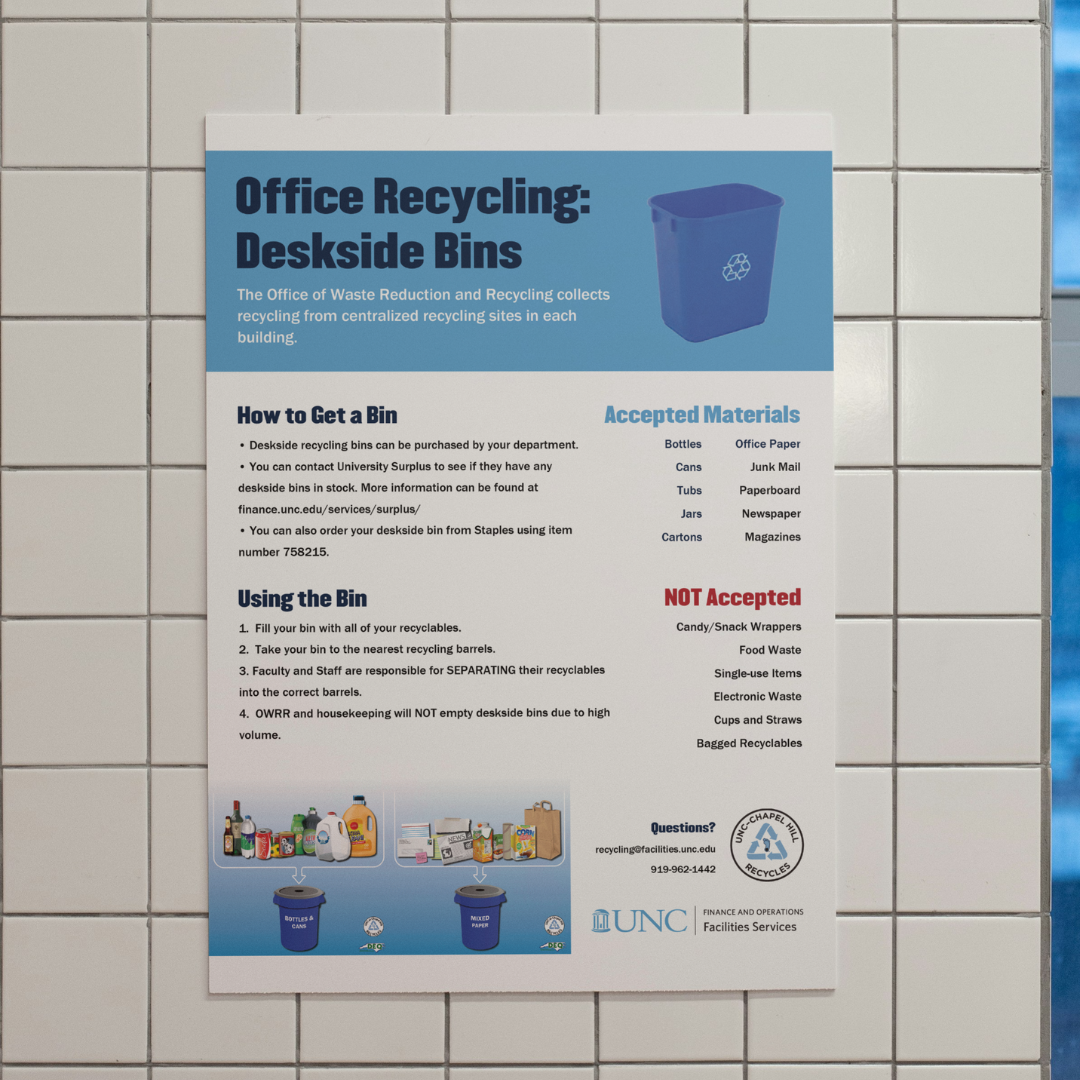 Office Recycling:
Deskside Bins
The Office of Waste Reduction and Recycling collects
recycling from centralized recycling sites in each
building.
How to Get a Bin
• Deskside recycling bins can be purchased by your department.
• You can contact University Surplus to see if they have any
deskside bins in stock. More information can be found at
finance.unc.edu/services/surplus/
• You can also order your deskside bin from Staples using item
number 758215.
Using the Bin
1. Fill your bin with all of your recyclables.
2. Take your bin to the nearest recycling barrels.
3. Faculty and Staff are responsible for SEPARATING their recyclables
into the correct barrels.
4. OWRR and housekeeping will NOT empty deskside bins due to high
volume.
Accepted Materials
Bottles Office Paper
Cans Junk Mail
Tubs Paperboard
Jars Newspaper
Cartons Magazines
NOT Accepted
Candy/Snack Wrappers
Food Waste
Single-use Items
Electronic Waste
Cups and Straws
Bagged Recyclables
NEWS
CORN
BOTTLES &
CANS
MIXED
PAPER
DEQ
DEQ
Questions?
recycling@facilities.unc.edu
919-962-1442
UNC-CHAPEL HILL
RECYCLES
UNC
FINANCE AND OPERATIONS
Facilities Services